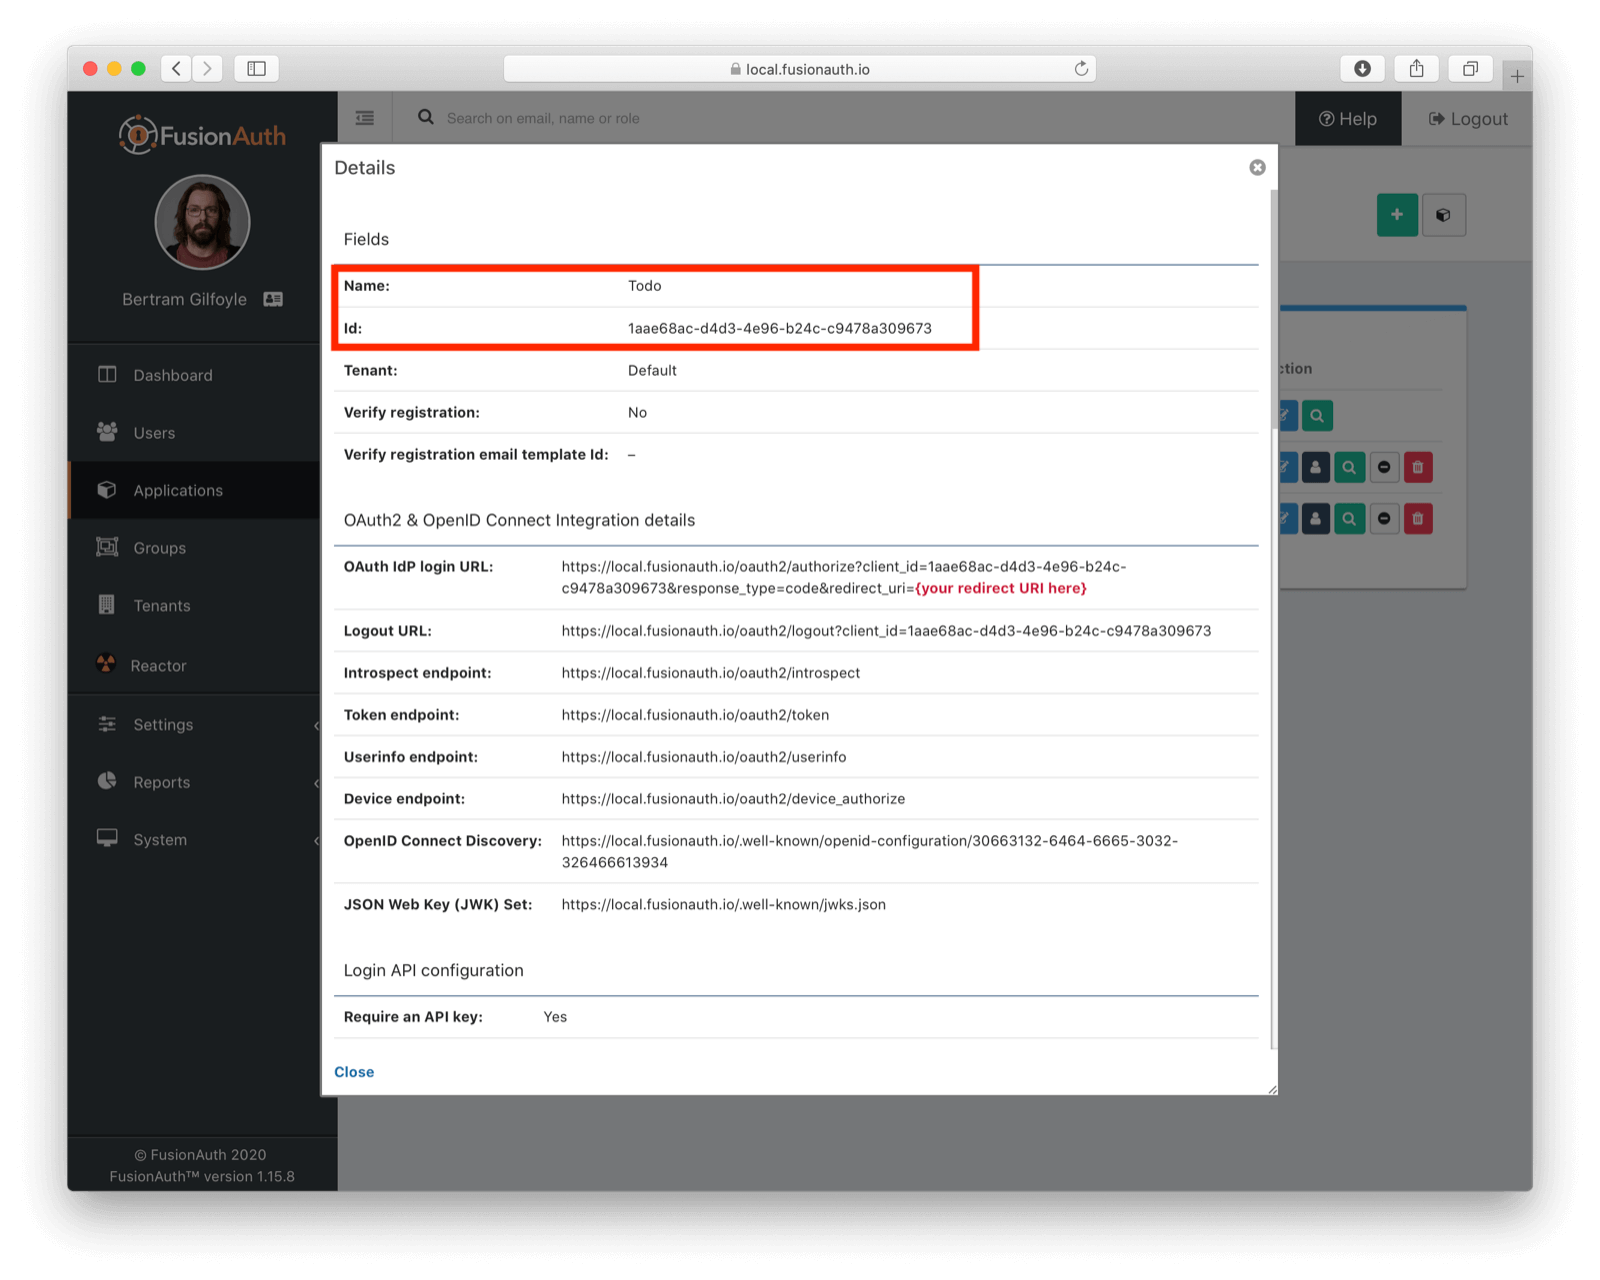 local.fusionauth.io
FusionAuth
Search on email, name or role
Help
Logout
Bertram Gilfoyle
Dashboard
Users
Applications
Groups
Tenants
Reactor
Settings
Reports
System
© FusionAuth 2020
FusionAuth™ version 1.15.8
Details
Fields
Name: Todo
Id: 1aae68ac-d4d3-4e96-b24c-c9478a309673
Tenant: Default
Verify registration: No
Verify registration email template Id: –
OAuth2 & OpenID Connect Integration details
OAuth IdP login URL: https://local.fusionauth.io/oauth2/authorize?client_id=1aae68ac-d4d3-4e96-b24c-
c9478a309673&response_type=code&redirect_uri={your redirect URI here}
Logout URL: https://local.fusionauth.io/oauth2/logout?client_id=1aae68ac-d4d3-4e96-b24c-c9478a309673
Introspect endpoint: https://local.fusionauth.io/oauth2/introspect
Token endpoint: https://local.fusionauth.io/oauth2/token
Userinfo endpoint: https://local.fusionauth.io/oauth2/userinfo
Device endpoint: https://local.fusionauth.io/oauth2/device_authorize
OpenID Connect Discovery: https://local.fusionauth.io/.well-known/openid-configuration/30663132-6464-6665-3032-
326466613934
JSON Web Key (JWK) Set: https://local.fusionauth.io/.well-known/jwks.json
Login API configuration
Require an API key: Yes
Close